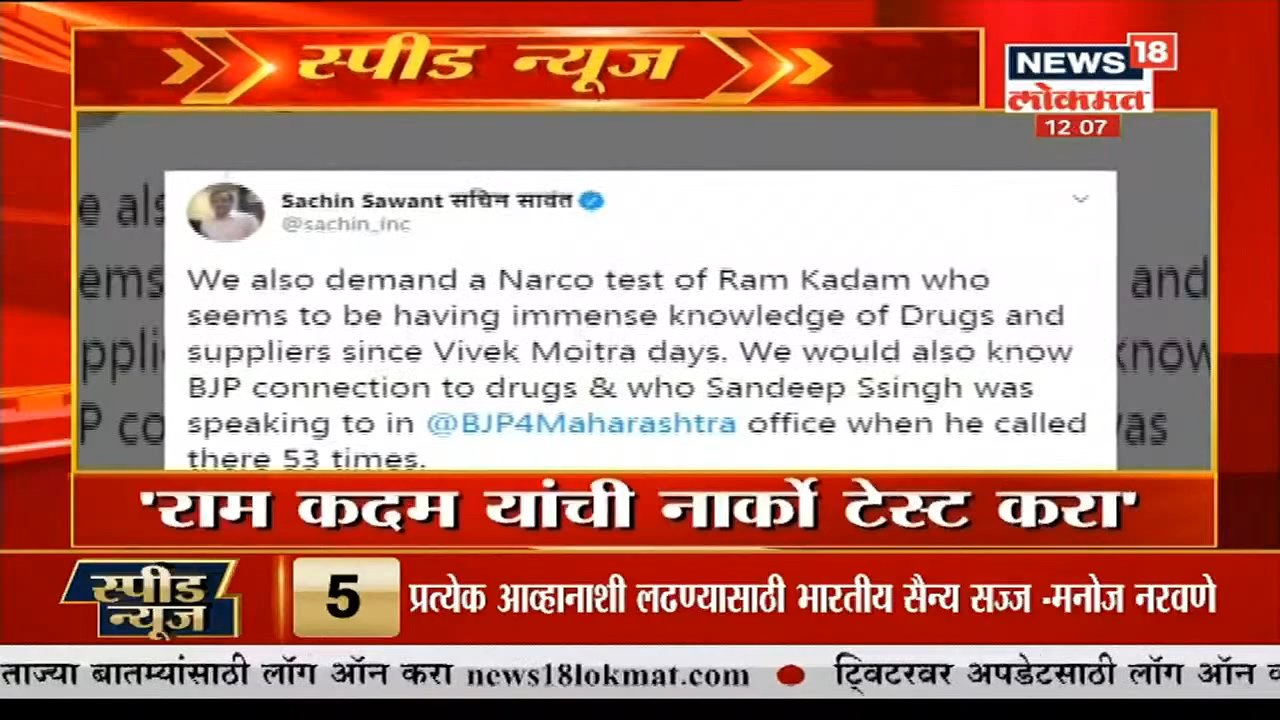 स्पीड न्यूज
NEWS 18
लोकमत
12 07
Sachin Sawant सचिन सावंत
@sachin_inc
We also demand a Narco test of Ram Kadam who
seems to be having immense knowledge of Drugs and
suppliers since Vivek Moitra days. We would also know
BJP connection to drugs & who Sandeep Ssingh was
speaking to in @BJP4Maharashtra office when he called
there 53 times.
'राम कदम यांची नार्को टेस्ट करा'
स्पीड
न्यूज
5
प्रत्येक आव्हानाशी लढण्यासाठी भारतीय सैन्य सज्ज -मनोज नरवणे
ताज्या बातम्यांसाठी लॉग ऑन करा news18lokmat.com ● ट्विटरवर अपडेटसाठी लॉग ऑन